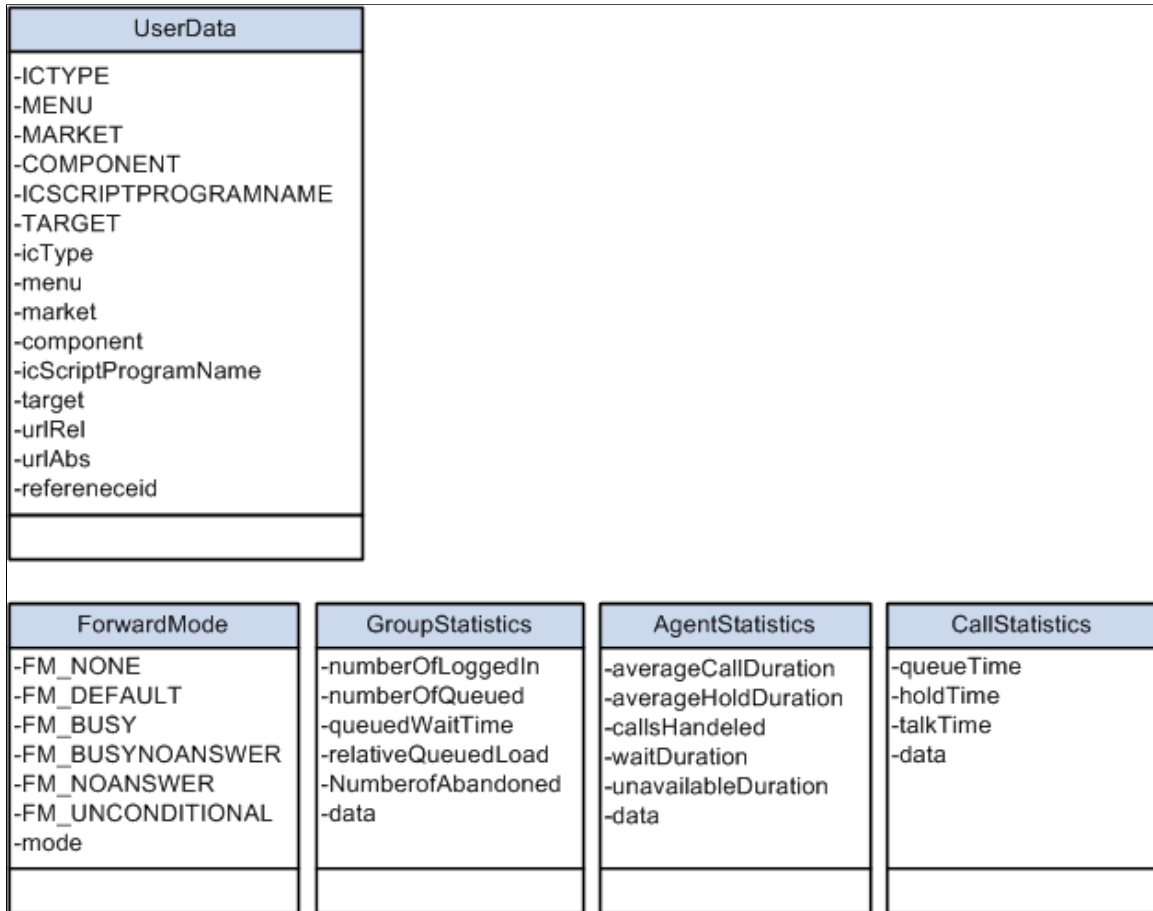 UserData
-ICTYPE
-MENU
-MARKET
-COMPONENT
-ICSCRIPTPROGRAMNAME
-TARGET
-icType
-menu
-market
-component
-icScriptProgramName
-target
-urlRel
-urlAbs
-refereneceid
ForwardMode
-FM_NONE
-FM_DEFAULT
-FM_BUSY
-FM_BUSYNOANSWER
-FM_NOANSWER
-FM_UNCONDITIONAL
-mode
GroupStatistics
-numberOfLoggedIn
-numberOfQueued
-queuedWaitTime
-relativeQueuedLoad
-NumberofAbandoned
-data
AgentStatistics
-averageCallDuration
-averageHoldDuration
-callsHandeled
-waitDuration
-unavailableDuration
-data
CallStatistics
-queueTime
-holdTime
-talkTime
-data